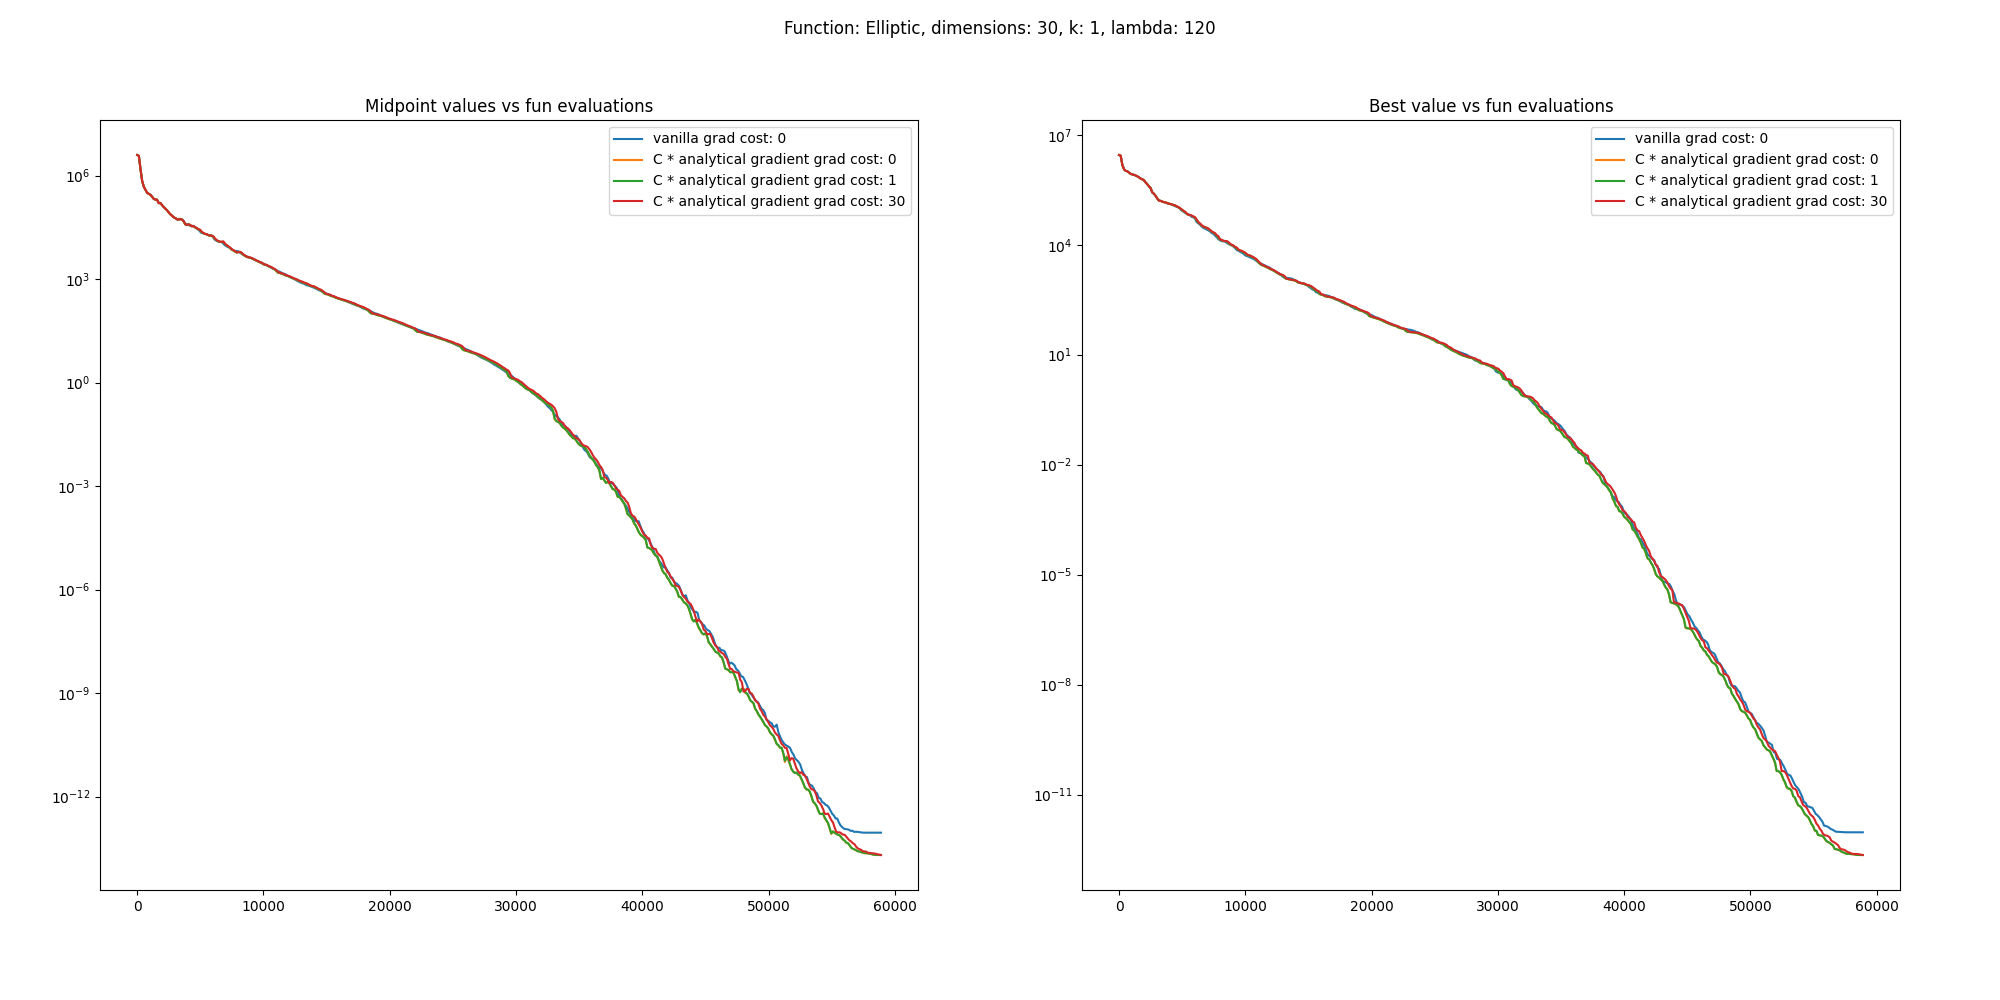 Function: Elliptic, dimensions: 30, k: 1, lambda: 120
Midpoint values vs fun evaluations
vanilla grad cost: 0
C * analytical gradient grad cost: 0
C * analytical gradient grad cost: 1
C * analytical gradient grad cost: 30
10^6
10^3
10^0
10^−3
10^−6
10^−9
10^−12
0 10000 20000 30000 40000 50000 60000
Best value vs fun evaluations
vanilla grad cost: 0
C * analytical gradient grad cost: 0
C * analytical gradient grad cost: 1
C * analytical gradient grad cost: 30
10^7
10^4
10^1
10^−2
10^−5
10^−8
10^−11
0 10000 20000 30000 40000 50000 60000